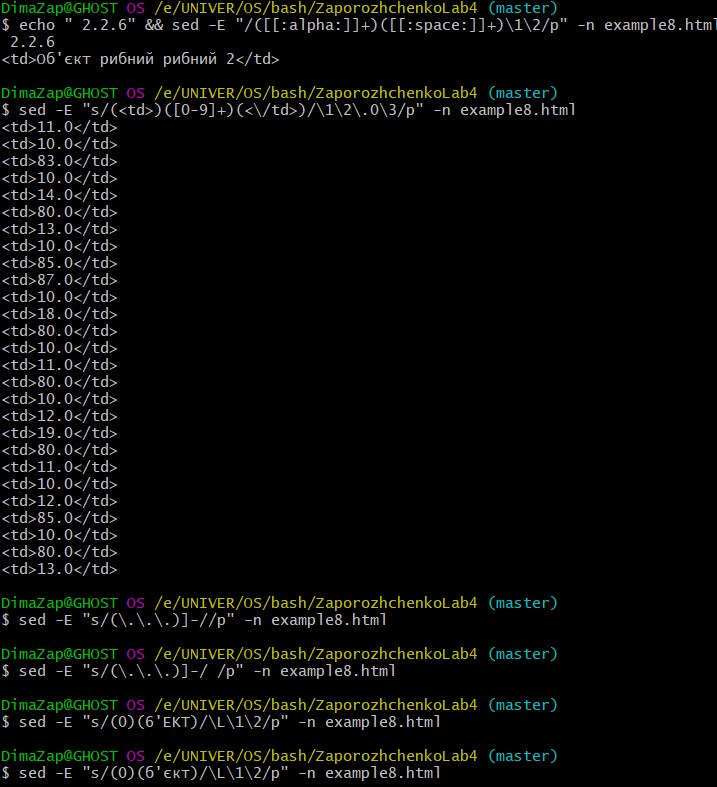 DimaZap@GHOST OS /e/UNIVER/OS/bash/ZaporozhchenkoLab4 (master)
$ echo " 2.2.6" && sed -E "/([[:alpha:]]+)([[:space:]]+)\1\2/p" -n example8.html
 2.2.6
<td>Об'єкт рибний рибний 2</td>

DimaZap@GHOST OS /e/UNIVER/OS/bash/ZaporozhchenkoLab4 (master)
$ sed -E "s/(<td>)([0-9]+)(<\/td>)/\1\2\.0\3/p" -n example8.html
<td>11.0</td>
<td>10.0</td>
<td>83.0</td>
<td>10.0</td>
<td>14.0</td>
<td>80.0</td>
<td>13.0</td>
<td>10.0</td>
<td>85.0</td>
<td>87.0</td>
<td>10.0</td>
<td>18.0</td>
<td>80.0</td>
<td>10.0</td>
<td>11.0</td>
<td>80.0</td>
<td>10.0</td>
<td>12.0</td>
<td>19.0</td>
<td>80.0</td>
<td>11.0</td>
<td>10.0</td>
<td>12.0</td>
<td>85.0</td>
<td>10.0</td>
<td>80.0</td>
<td>13.0</td>

DimaZap@GHOST OS /e/UNIVER/OS/bash/ZaporozhchenkoLab4 (master)
$ sed -E "s/(\.\.\.)]-//p" -n example8.html

DimaZap@GHOST OS /e/UNIVER/OS/bash/ZaporozhchenkoLab4 (master)
$ sed -E "s/(\.\.\.)]-/ /p" -n example8.html

DimaZap@GHOST OS /e/UNIVER/OS/bash/ZaporozhchenkoLab4 (master)
$ sed -E "s/(О)(б'ЕКТ)/\L\1\2/p" -n example8.html

DimaZap@GHOST OS /e/UNIVER/OS/bash/ZaporozhchenkoLab4 (master)
$ sed -E "s/(О)(б'єкт)/\L\1\2/p" -n example8.html